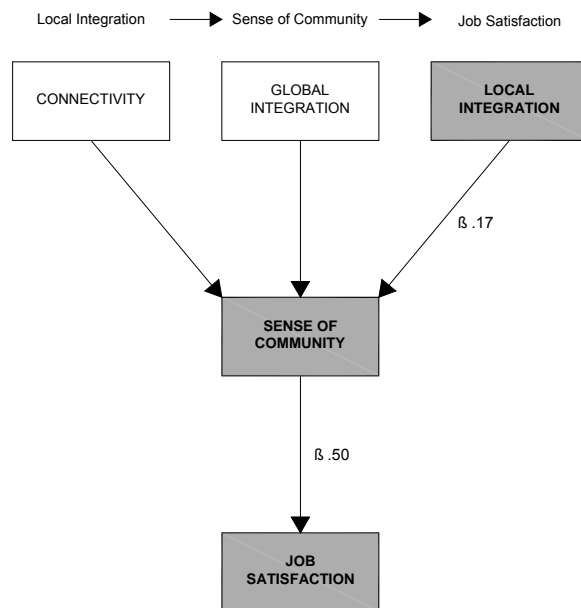 Local Integration Sense of Community Job Satisfaction
CONNECTIVITY
GLOBAL
INTEGRATION
LOCAL
INTEGRATION
ß .17
SENSE OF
COMMUNITY
ß .50
JOB
SATISFACTION